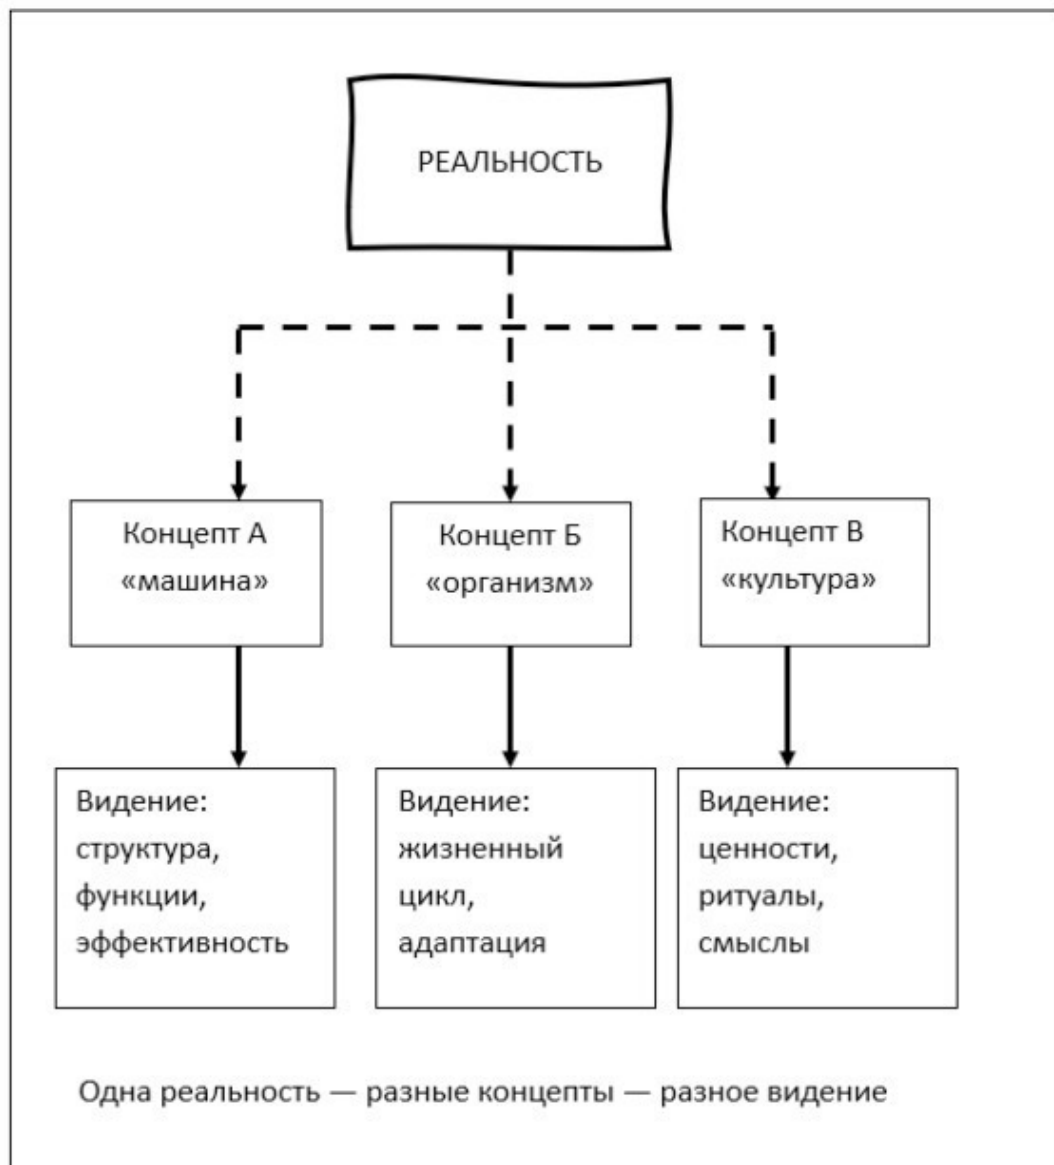 РЕАЛЬНОСТЬ
Концепт А
«машина»
Концепт Б
«организм»
Концепт В
«культура»
Видение:
структура,
функции,
эффективность
Видение:
жизненный
цикл,
адаптация
Видение:
ценности,
ритуалы,
смыслы
Одна реальность — разные концепты — разное видение